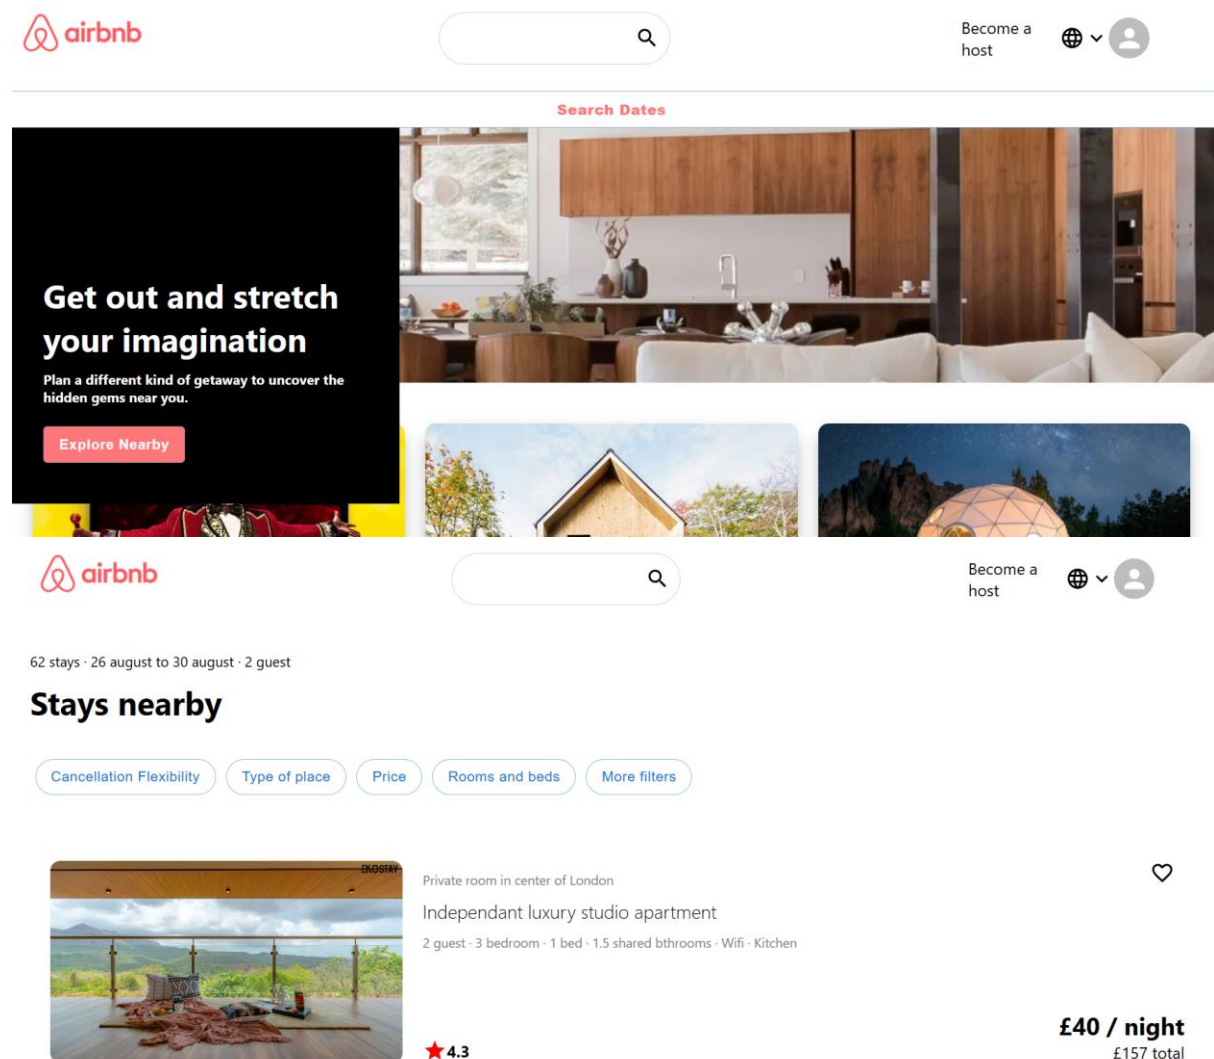 airbnb
Become a
host
Search Dates
Get out and stretch
your imagination
Plan a different kind of getaway to uncover the
hidden gems near you.
Explore Nearby
airbnb
Become a
host
62 stays · 26 august to 30 august · 2 guest
Stays nearby
Cancellation Flexibility Type of place Price Rooms and beds More filters
EKOSTAY
Private room in center of London
Independant luxury studio apartment
2 guest · 3 bedroom · 1 bed · 1.5 shared bthrooms · Wifi · Kitchen
£40 / night
4.3
£157 total